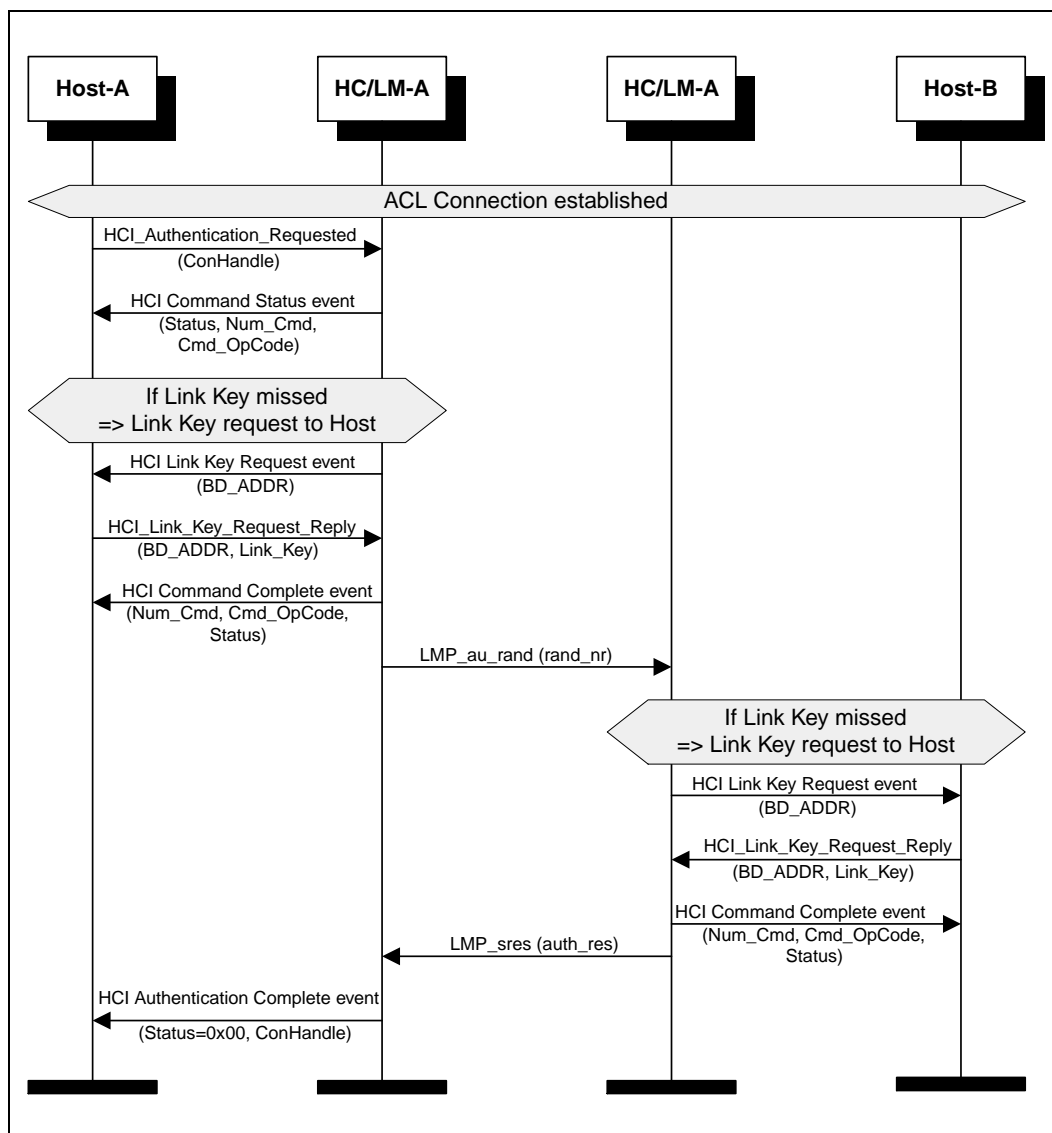 Host-A
HC/LM-A
HC/LM-A
Host-B
ACL Connection established
HCI_Authentication_Requested
(ConHandle)
HCI Command Status event
(Status, Num_Cmd,
Cmd_OpCode)
If Link Key missed
=> Link Key request to Host
HCI Link Key Request event
(BD_ADDR)
HCI_Link_Key_Request_Reply
(BD_ADDR, Link_Key)
HCI Command Complete event
(Num_Cmd, Cmd_OpCode,
Status)
LMP_au_rand (rand_nr)
If Link Key missed
=> Link Key request to Host
HCI Link Key Request event
(BD_ADDR)
HCI_Link_Key_Request_Reply
(BD_ADDR, Link_Key)
HCI Command Complete event
(Num_Cmd, Cmd_OpCode,
Status)
LMP_sres (auth_res)
HCI Authentication Complete event
(Status=0x00, ConHandle)